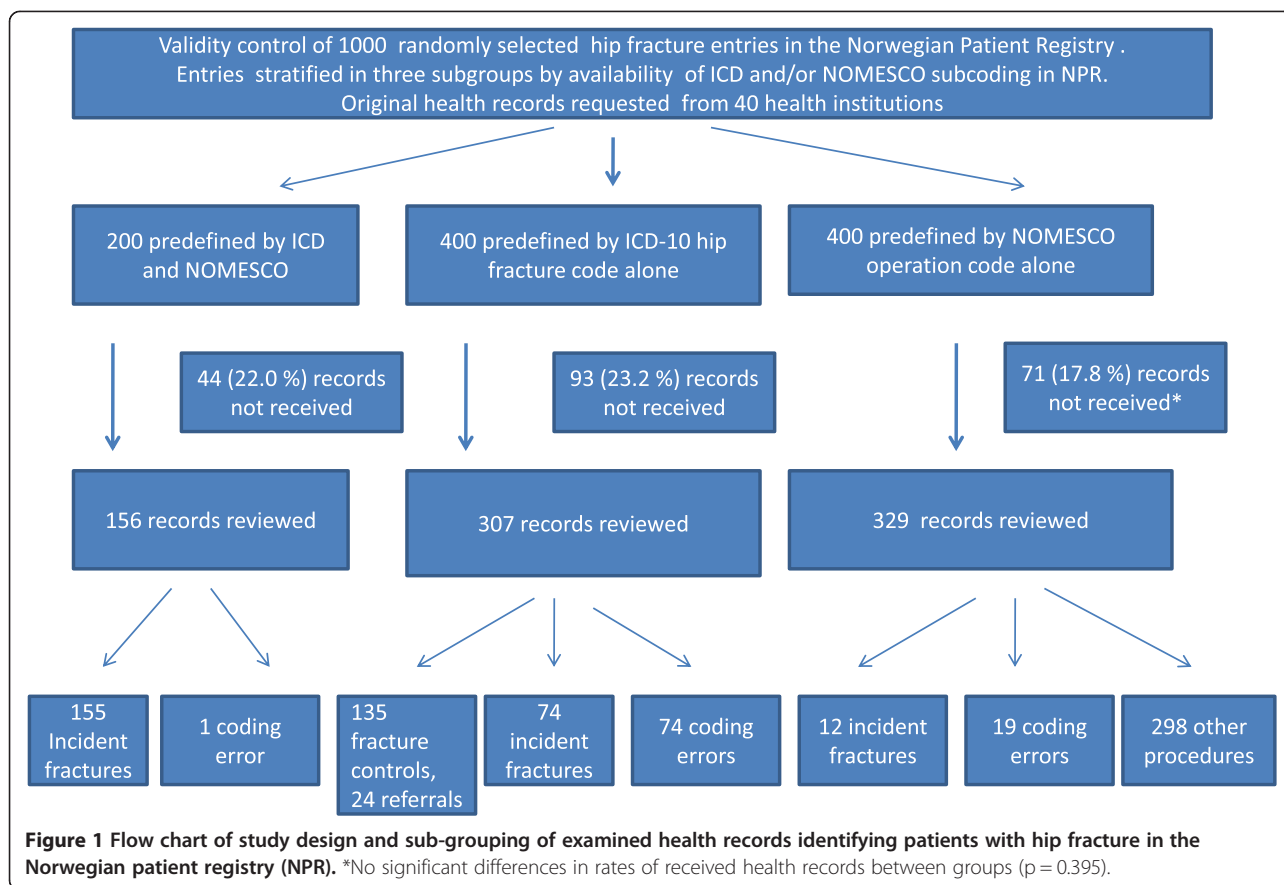 Validity control of 1000 randomly selected hip fracture entries in the Norwegian Patient Registry .
Entries stratified in three subgroups by availability of ICD and/or NOMESCO subcoding in NPR.
Original health records requested from 40 health institutions
200 predefined by ICD
and NOMESCO
400 predefined by ICD-10 hip
fracture code alone
400 predefined by NOMESCO
operation code alone
44 (22.0 %) records
not received
93 (23.2 %) records
not received
71 (17.8 %) records
not received*
156 records reviewed
307 records reviewed
329 records reviewed
155
Incident
fractures
1 coding
error
135
fracture
controls,
24 referrals
74
incident
fractures
74 coding
errors
12 incident
fractures
19 coding
errors
298 other
procedures
Figure 1 Flow chart of study design and sub-grouping of examined health records identifying patients with hip fracture in the
Norwegian patient registry (NPR). *No significant differences in rates of received health records between groups (p = 0.395).